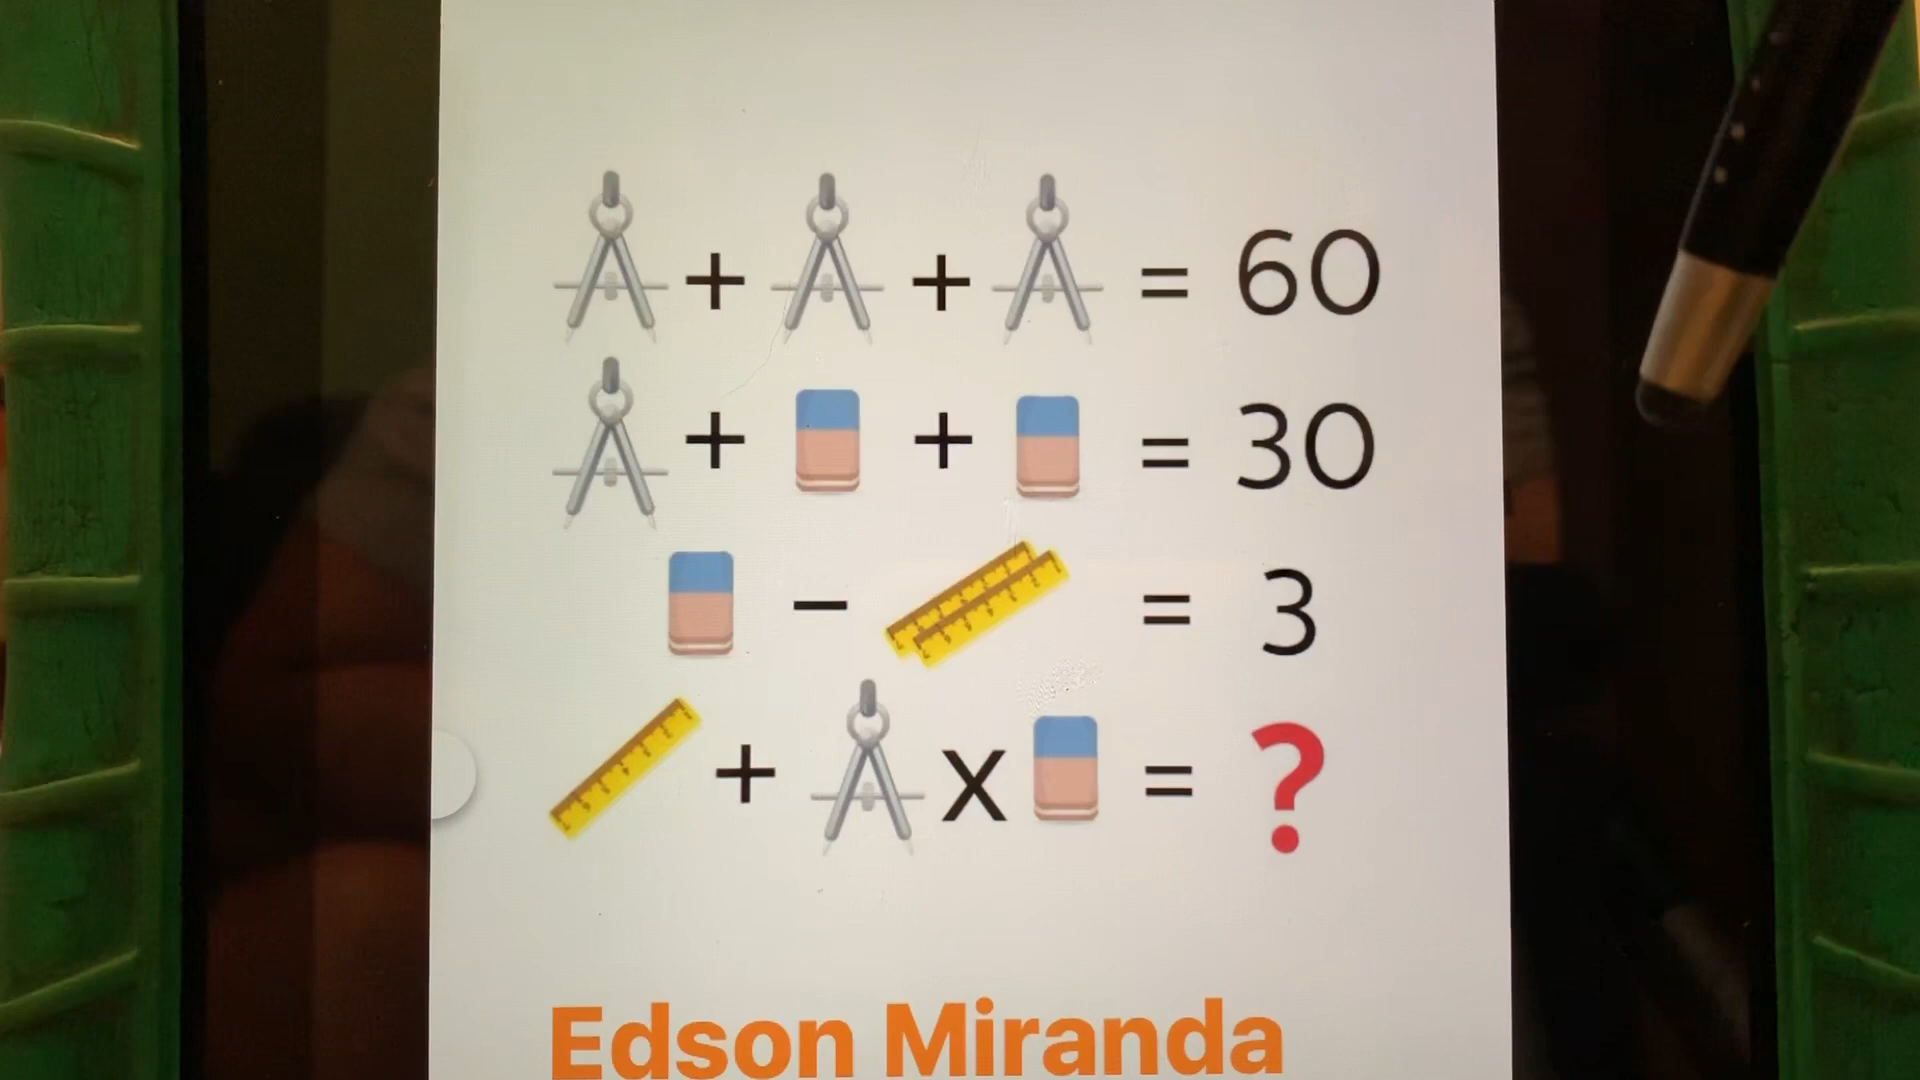 + + = 60
+ + = 30
− = 3
+ x = ?
Edson Miranda